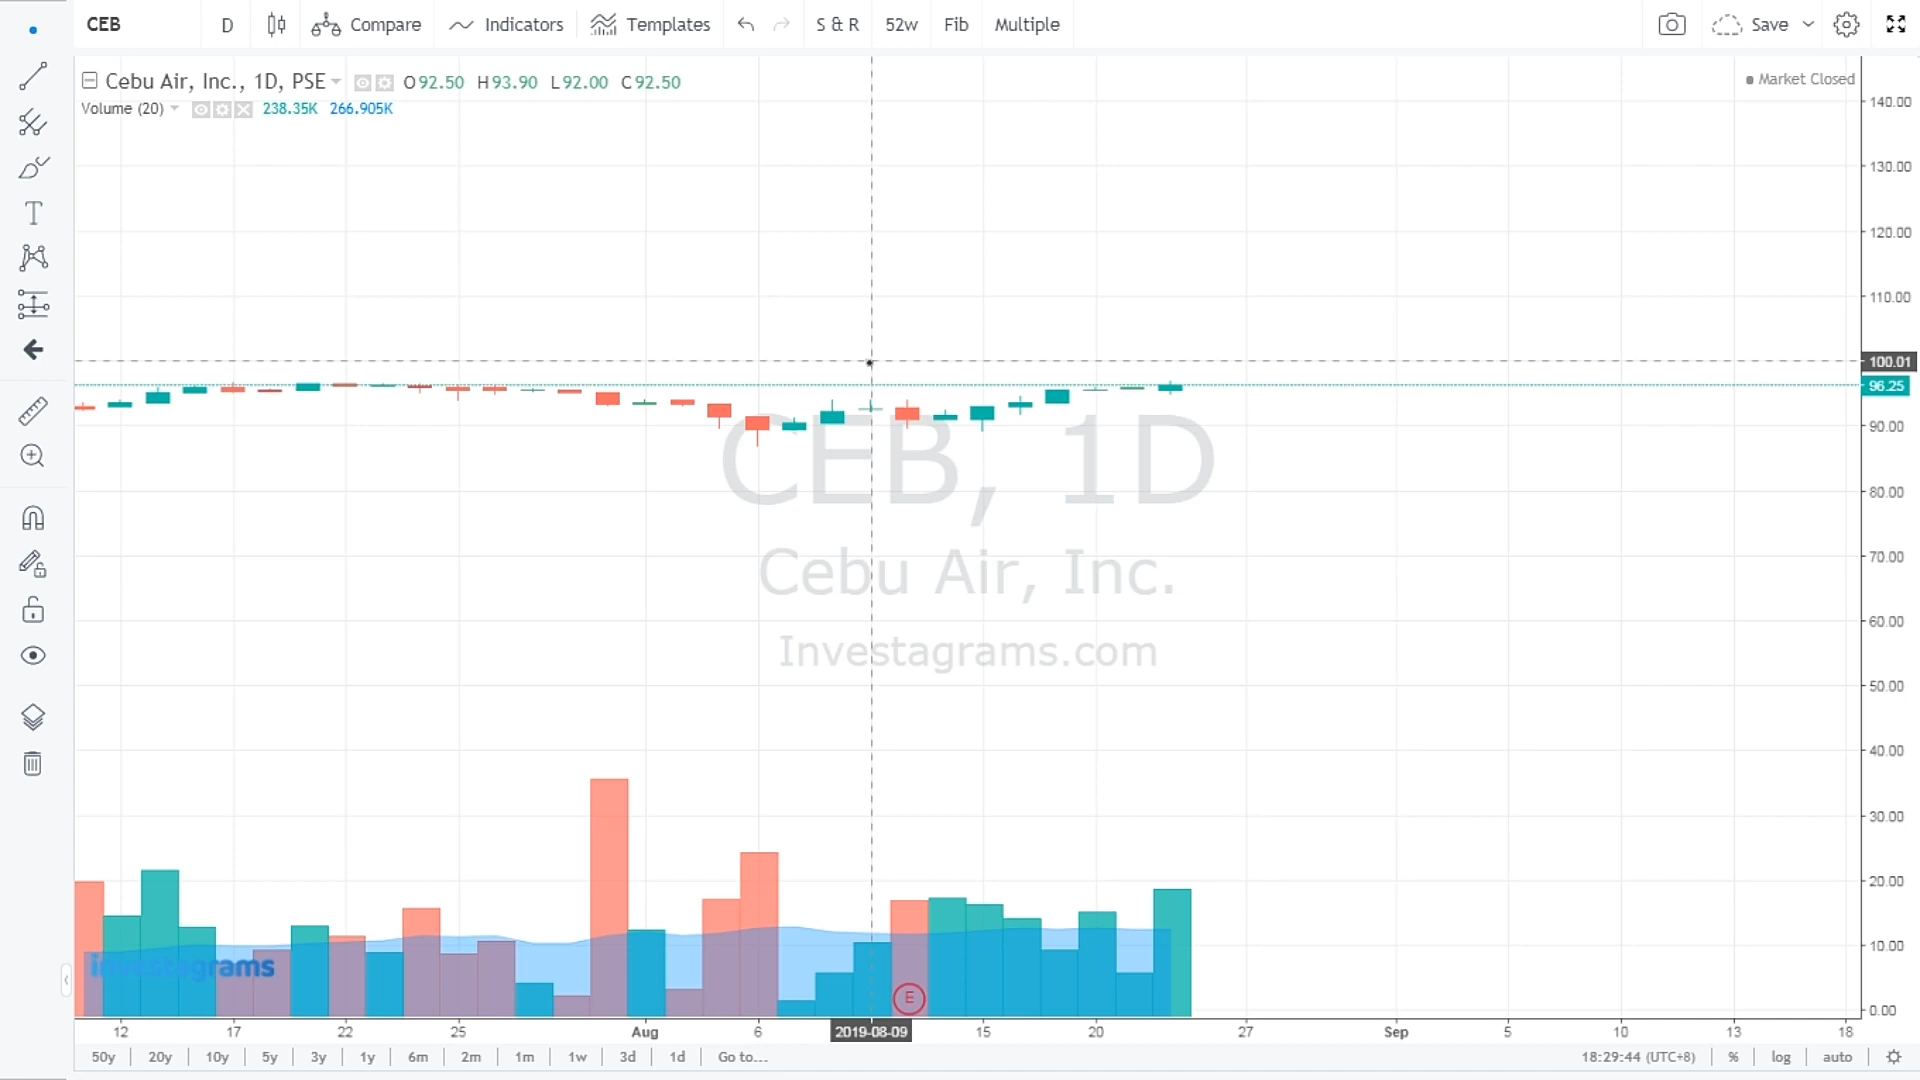 CEB D Compare Indicators Templates S & R 52w Fib Multiple Save
Cebu Air, Inc., 1D, PSE O92.50 H93.90 L92.00 C92.50
Market Closed
Volume (20) 238.35K 266.905K
140.00
130.00
120.00
110.00
100.01
96.25
90.00
80.00
70.00
60.00
50.00
40.00
30.00
20.00
10.00
0.00
CEB, 1D
Cebu Air, Inc.
Investagrams.com
investagrams
E
12 17 22 25 Aug 6 2019-08-09 15 20 27 Sep 5 10 13 18
50y 20y 10y 5y 3y 1y 6m 2m 1m 1w 3d 1d Go to... 18:29:44 (UTC+8) % log auto
T